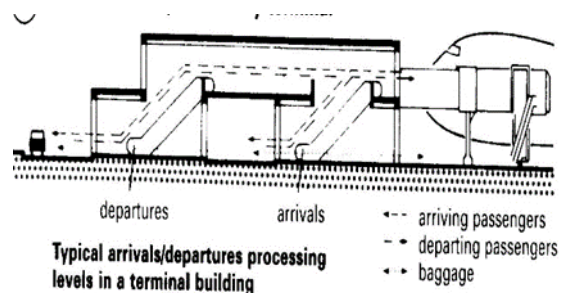 departures
arrivals
arriving passengers
departing passengers
baggage
Typical arrivals/departures processing
levels in a terminal building